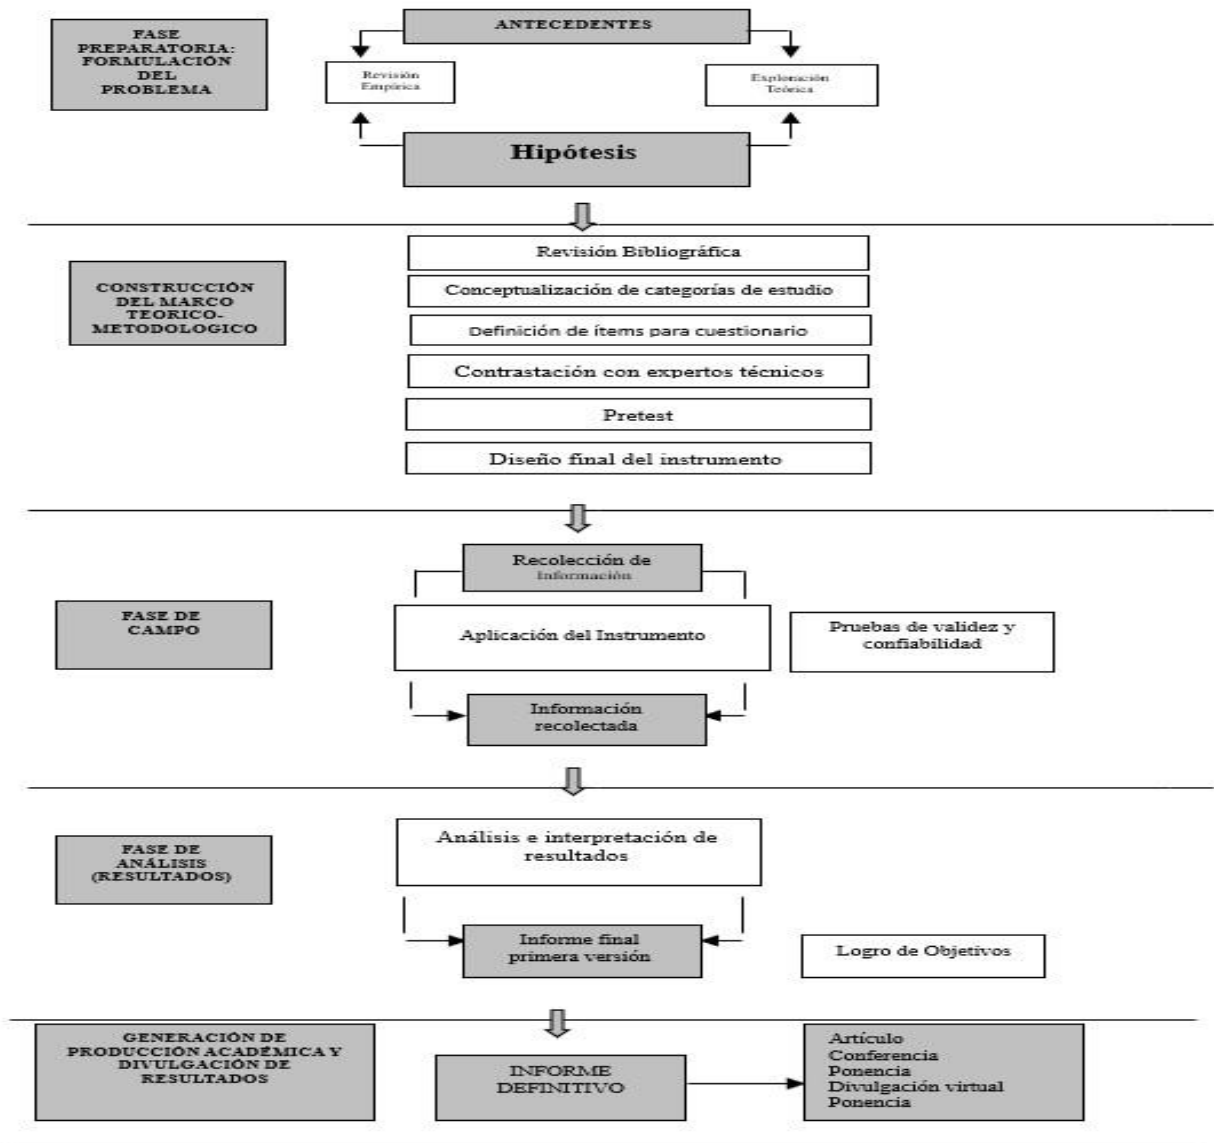 FASE
PREPARATORIA:
FORMULACIÓN
DEL
PROBLEMA
ANTECEDENTES
Revisión
Empírica
Exploración
Teórica
Hipótesis
CONSTRUCCIÓN
DEL MARCO
TEORICO-
METODOLOGICO
Revisión Bibliográfica
Conceptualización de categorías de estudio
Definición de ítems para cuestionario
Contrastación con expertos técnicos
Pretest
Diseño final del instrumento
FASE DE
CAMPO
Recolección de
Información
Aplicación del Instrumento
Pruebas de validez y
confiabilidad
Información
recolectada
FASE DE
ANÁLISIS
(RESULTADOS)
Análisis e interpretación de
resultados
Informe final
primera versión
Logro de Objetivos
GENERACIÓN DE
PRODUCCIÓN ACADÉMICA Y
DIVULGACIÓN DE
RESULTADOS
INFORME
DEFINITIVO
Artículo
Conferencia
Ponencia
Divulgación virtual
Ponencia